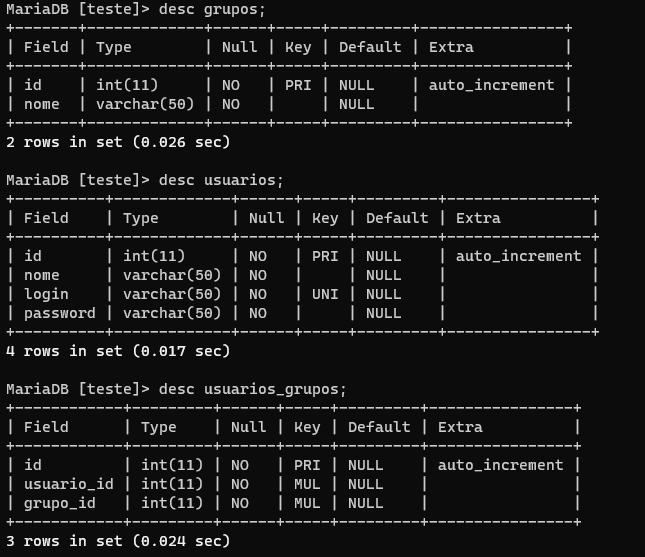 MariaDB [teste]> desc grupos;
+-------+-------------+------+-----+---------+----------------+
| Field | Type        | Null | Key | Default | Extra          |
+-------+-------------+------+-----+---------+----------------+
| id    | int(11)     | NO   | PRI | NULL    | auto_increment |
| nome  | varchar(50) | NO   |     | NULL    |                |
+-------+-------------+------+-----+---------+----------------+
2 rows in set (0.026 sec)

MariaDB [teste]> desc usuarios;
+----------+-------------+------+-----+---------+----------------+
| Field    | Type        | Null | Key | Default | Extra          |
+----------+-------------+------+-----+---------+----------------+
| id       | int(11)     | NO   | PRI | NULL    | auto_increment |
| nome     | varchar(50) | NO   |     | NULL    |                |
| login    | varchar(50) | NO   | UNI | NULL    |                |
| password | varchar(50) | NO   |     | NULL    |                |
+----------+-------------+------+-----+---------+----------------+
4 rows in set (0.017 sec)

MariaDB [teste]> desc usuarios_grupos;
+------------+---------+------+-----+---------+----------------+
| Field      | Type    | Null | Key | Default | Extra          |
+------------+---------+------+-----+---------+----------------+
| id         | int(11) | NO   | PRI | NULL    | auto_increment |
| usuario_id | int(11) | NO   | MUL | NULL    |                |
| grupo_id   | int(11) | NO   | MUL | NULL    |                |
+------------+---------+------+-----+---------+----------------+
3 rows in set (0.024 sec)